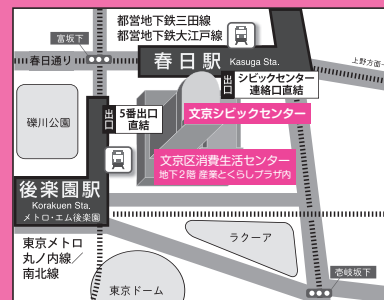 都営地下鉄三田線
都営地下鉄大江戸線
富坂下
春日通り
春日駅
Kasuga Sta.
上野方面
出口
シビックセンター
連絡口直結
礫川公園
出口
5番出口
直結
文京シビックセンター
文京区消費生活センター
地下2階 産業とくらしプラザ内
後楽園駅
Korakuen Sta.
メトロ・エム後楽園
東京メトロ
丸ノ内線／
南北線
ラクーア
壱岐坂下
東京ドーム